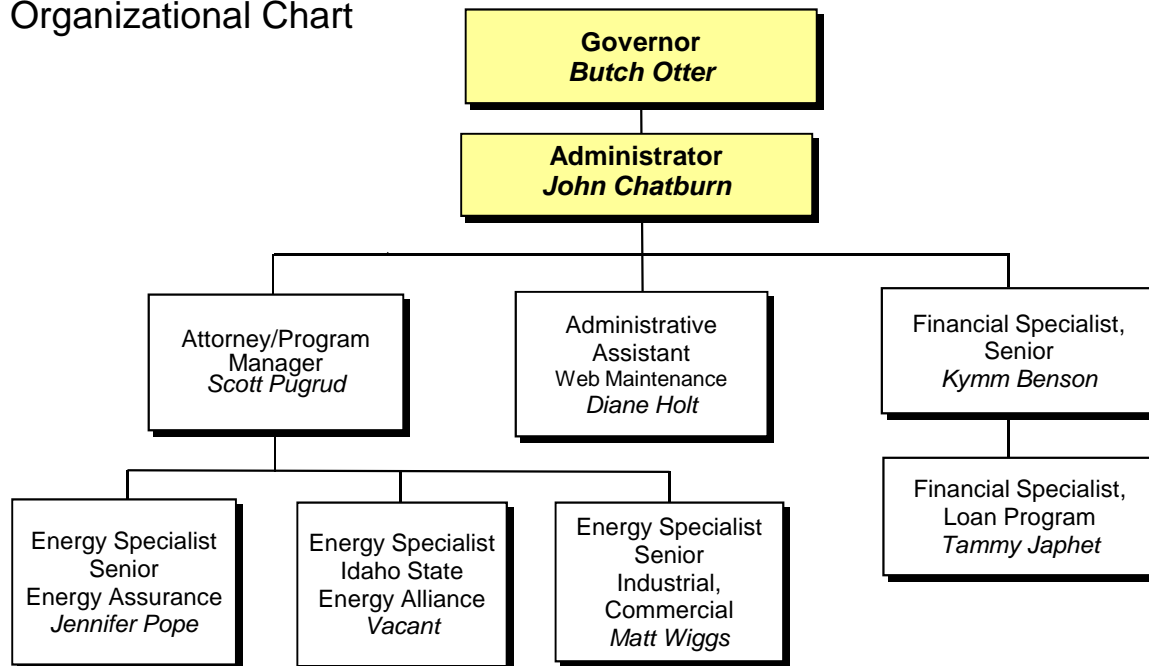 Organizational Chart
Governor
Butch Otter
Administrator
John Chatburn
Attorney/Program
Manager
Scott Pugrud
Administrative
Assistant
Web Maintenance
Diane Holt
Financial Specialist,
Senior
Kymm Benson
Energy Specialist
Senior
Energy Assurance
Jennifer Pope
Energy Specialist
Idaho State
Energy Alliance
Vacant
Energy Specialist
Senior
Industrial,
Commercial
Matt Wiggs
Financial Specialist,
Loan Program
Tammy Japhet